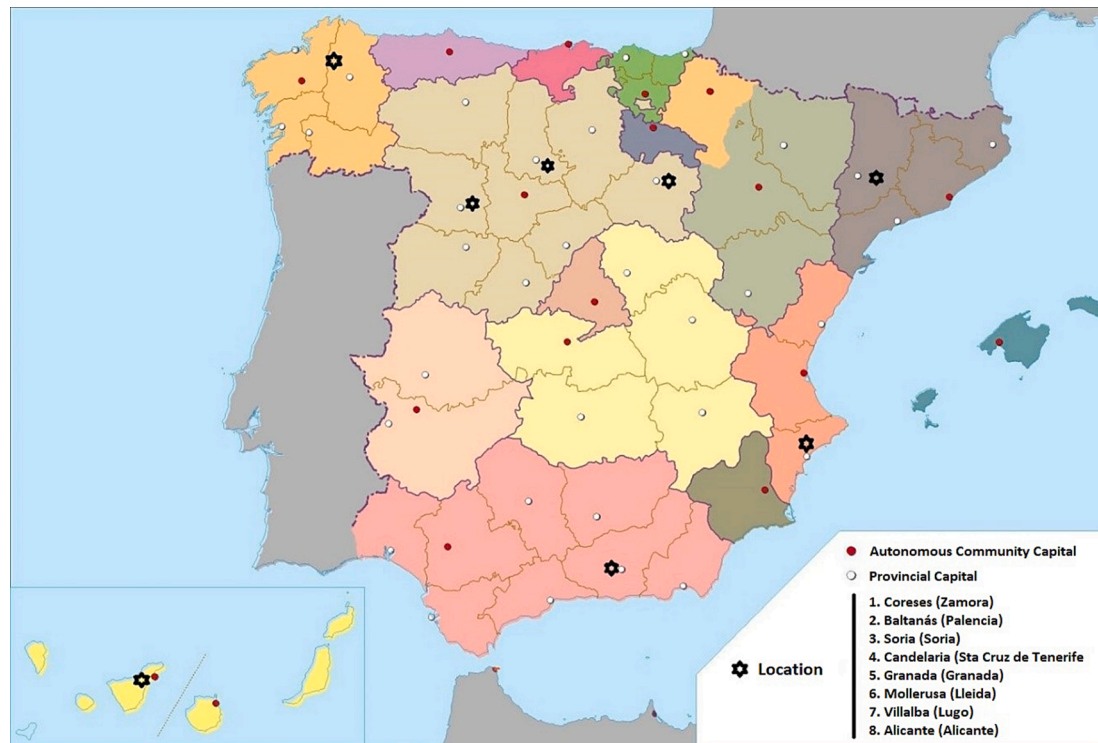 Autonomous Community Capital
Provincial Capital
Location
1. Coreses (Zamora)
2. Baltanás (Palencia)
3. Soria (Soria)
4. Candelaria (Sta Cruz de Tenerife
5. Granada (Granada)
6. Mollerusa (Lleida)
7. Villalba (Lugo)
8. Alicante (Alicante)